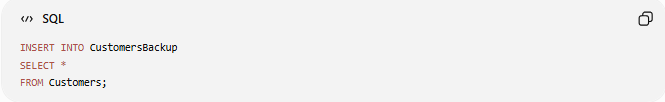 SQL
INSERT INTO CustomersBackup
SELECT *
FROM Customers;